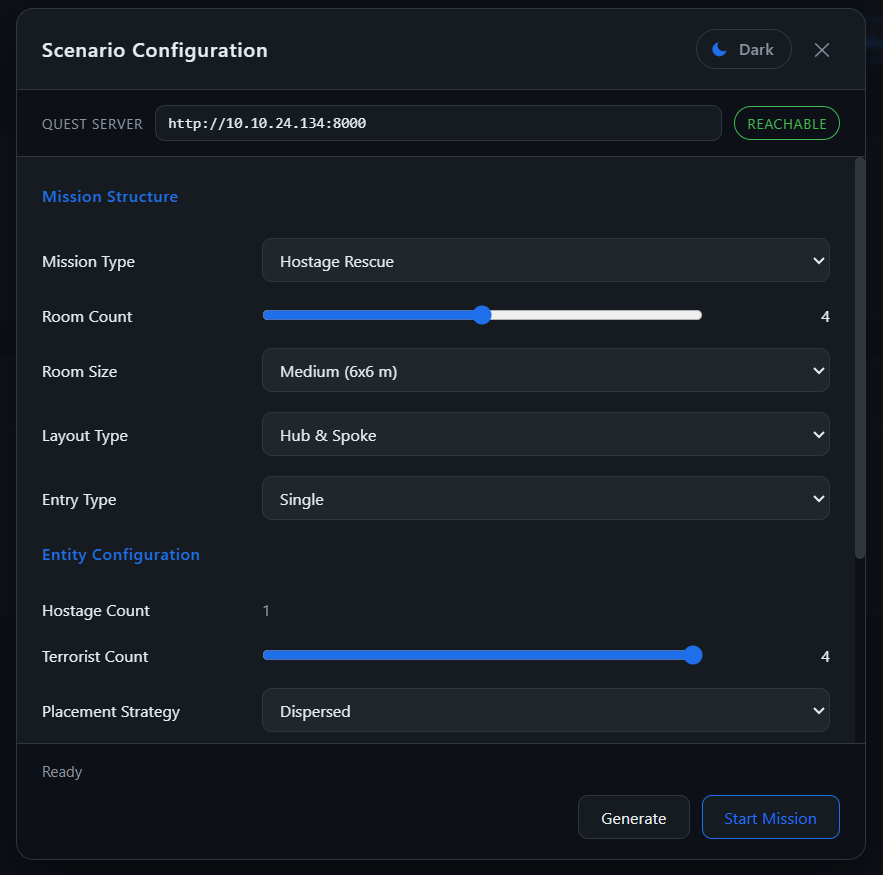 Scenario Configuration
Dark
QUEST SERVER
http://10.10.24.134:8000
REACHABLE
Mission Structure
Mission Type
Hostage Rescue
Room Count
4
Room Size
Medium (6x6 m)
Layout Type
Hub & Spoke
Entry Type
Single
Entity Configuration
Hostage Count
1
Terrorist Count
4
Placement Strategy
Dispersed
Ready
Generate
Start Mission